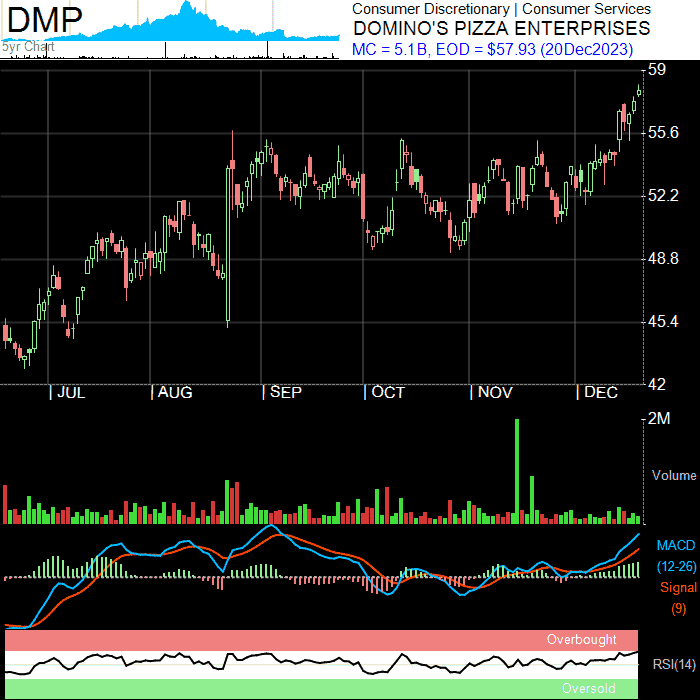 DMP
5yr Chart
Consumer Discretionary | Consumer Services
DOMINO'S PIZZA ENTERPRISES
MC = 5.1B, EOD = $57.93 (20Dec2023)
59
55.6
52.2
48.8
45.4
42
| JUL | AUG | SEP | OCT | NOV | DEC
2M
Volume
MACD
(12-26)
Signal
(9)
Overbought
RSI(14)
Oversold